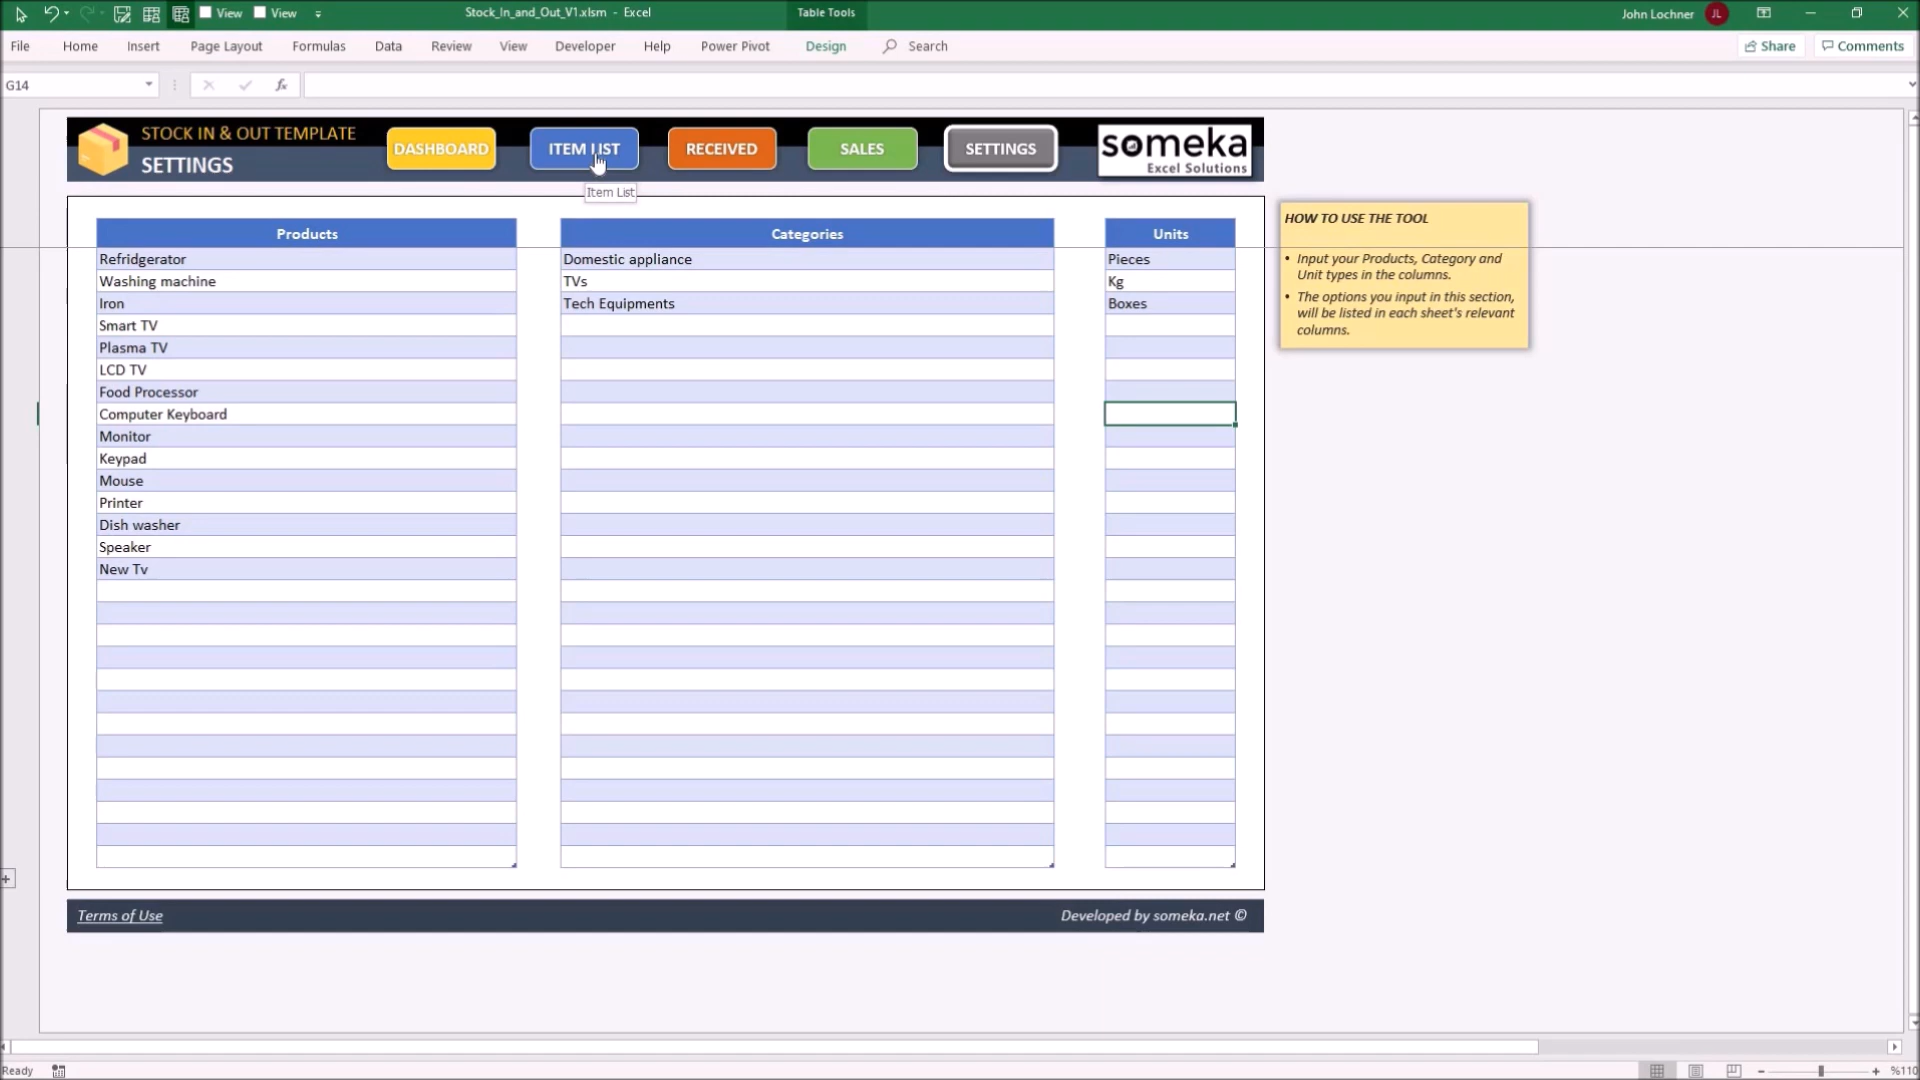 View View Stock_In_and_Out_V1.xlsm - Excel Table Tools John Lochner JL
File Home Insert Page Layout Formulas Data Review View Developer Help Power Pivot Design Search Share Comments
G14 fx
STOCK IN & OUT TEMPLATE
SETTINGS
DASHBOARD ITEM LIST RECEIVED SALES SETTINGS
someka
Excel Solutions
Item List
Products Categories Units
Refridgerator Domestic appliance Pieces
Washing machine TVs Kg
Iron Tech Equipments Boxes
Smart TV
Plasma TV
LCD TV
Food Processor
Computer Keyboard
Monitor
Keypad
Mouse
Printer
Dish washer
Speaker
New Tv
HOW TO USE THE TOOL
• Input your Products, Category and
Unit types in the columns.
• The options you input in this section,
will be listed in each sheet's relevant
columns.
Terms of Use Developed by someka.net ©
Ready %110